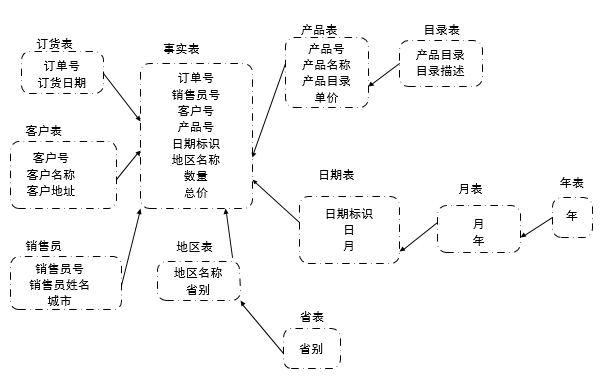 订货表
订单号
订货日期
客户表
客户号
客户名称
客户地址
销售员
销售员号
销售员姓名
城市
事实表
订单号
销售员号
客户号
产品号
日期标识
地区名称
数量
总价
地区表
地区名称
省别
省表
省别
产品表
产品号
产品名称
产品目录
单价
目录表
产品目录
目录描述
日期表
日期标识
日
月
月表
月
年
年表
年